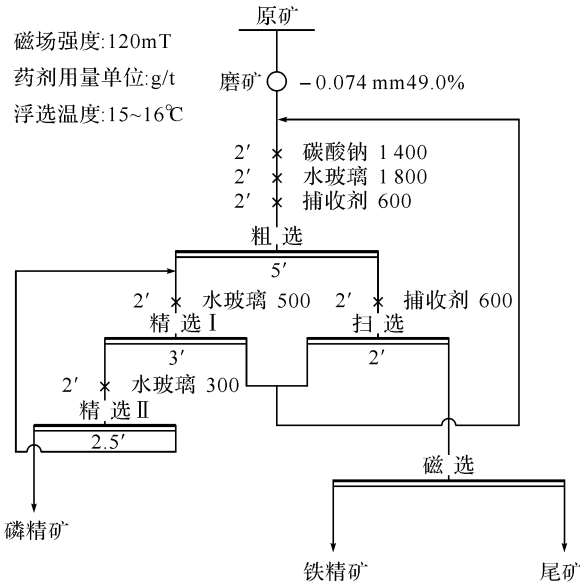 原矿
磁场强度:120mT
药剂用量单位:g/t
浮选温度:15~16℃
磨矿
－0.074 mm49.0%
2′ 碳酸钠 1 400
2′ 水玻璃 1 800
2′ 捕收剂 600
粗选
5′
2′ 水玻璃 500
2′ 捕收剂 600
精选Ⅰ
扫选
3′
2′
2′ 水玻璃 300
精选Ⅱ
2.5′
磁选
磷精矿
铁精矿
尾矿